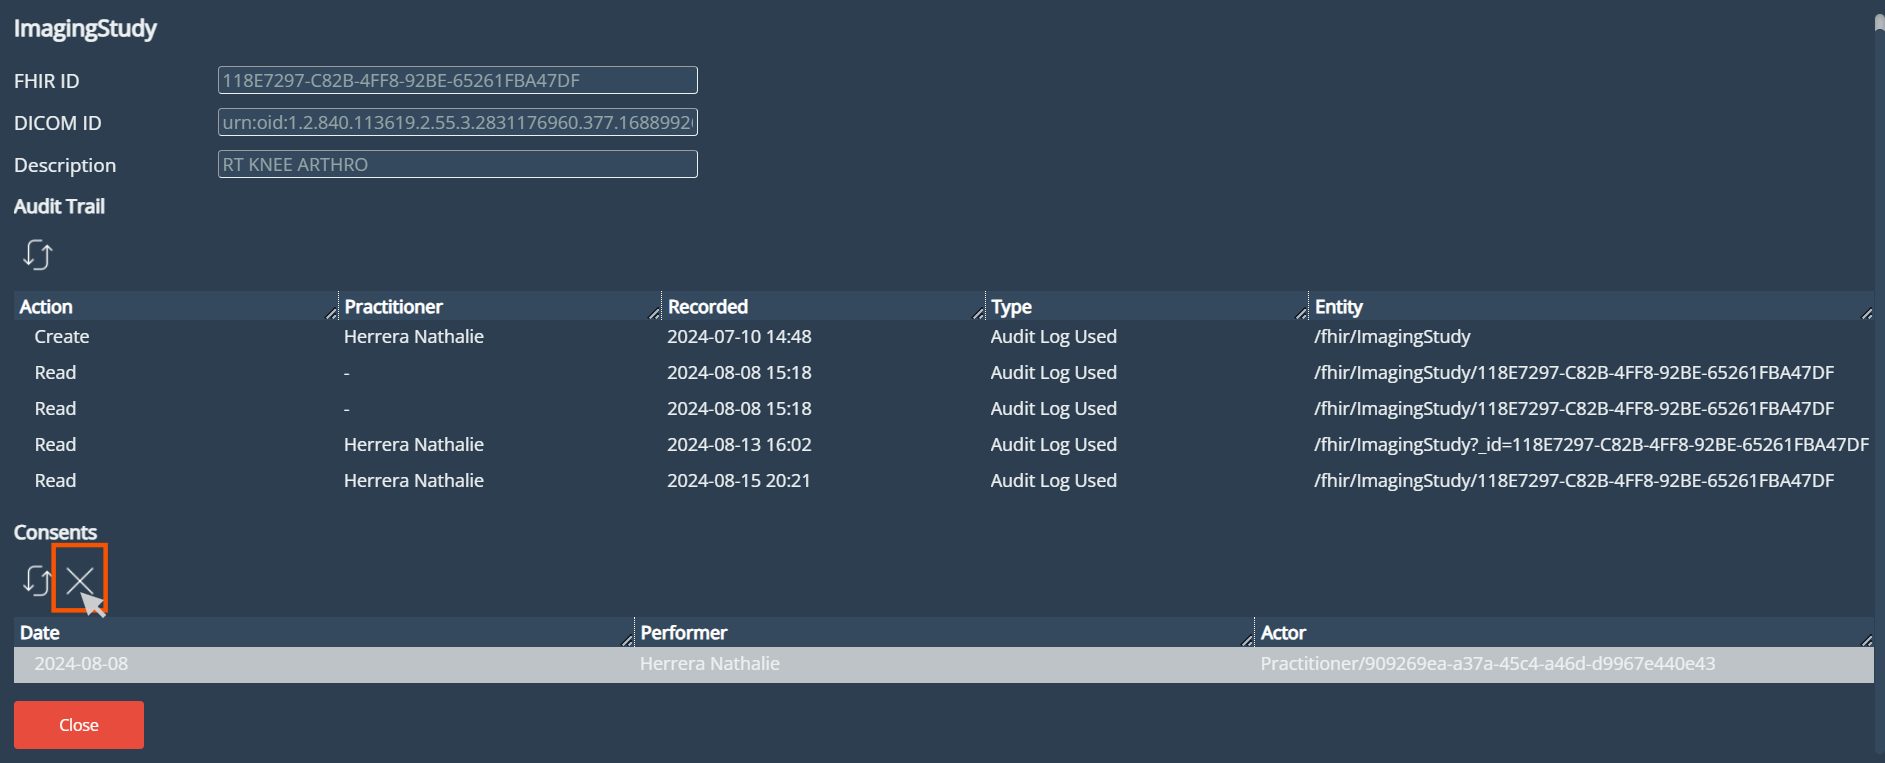 ImagingStudy
FHIR ID 118E7297-C82B-4FF8-92BE-65261FBA47DF
DICOM ID urn:oid:1.2.840.113619.2.55.3.2831176960.377.1688992
Description RT KNEE ARTHRO
Audit Trail
Action Practitioner Recorded Type Entity
Create Herrera Nathalie 2024-07-10 14:48 Audit Log Used /fhir/ImagingStudy
Read - 2024-08-08 15:18 Audit Log Used /fhir/ImagingStudy/118E7297-C82B-4FF8-92BE-65261FBA47DF
Read - 2024-08-08 15:18 Audit Log Used /fhir/ImagingStudy/118E7297-C82B-4FF8-92BE-65261FBA47DF
Read Herrera Nathalie 2024-08-13 16:02 Audit Log Used /fhir/ImagingStudy?_id=118E7297-C82B-4FF8-92BE-65261FBA47DF
Read Herrera Nathalie 2024-08-15 20:21 Audit Log Used /fhir/ImagingStudy/118E7297-C82B-4FF8-92BE-65261FBA47DF
Consents
Date Performer Actor
2024-08-08 Herrera Nathalie Practitioner/909269ea-a37a-45c4-a46d-d9967e440e43
Close